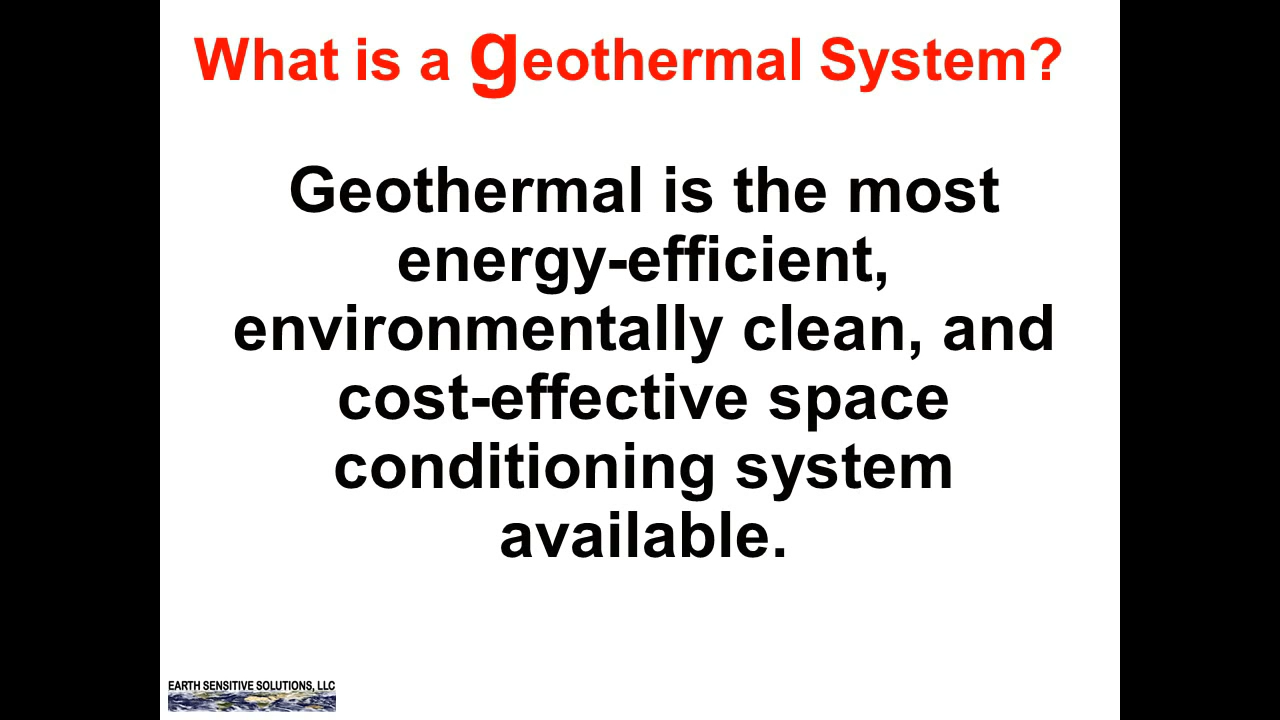 What is a geothermal System?
Geothermal is the most
energy-efficient,
environmentally clean, and
cost-effective space
conditioning system
available.
EARTH SENSITIVE SOLUTIONS, LLC